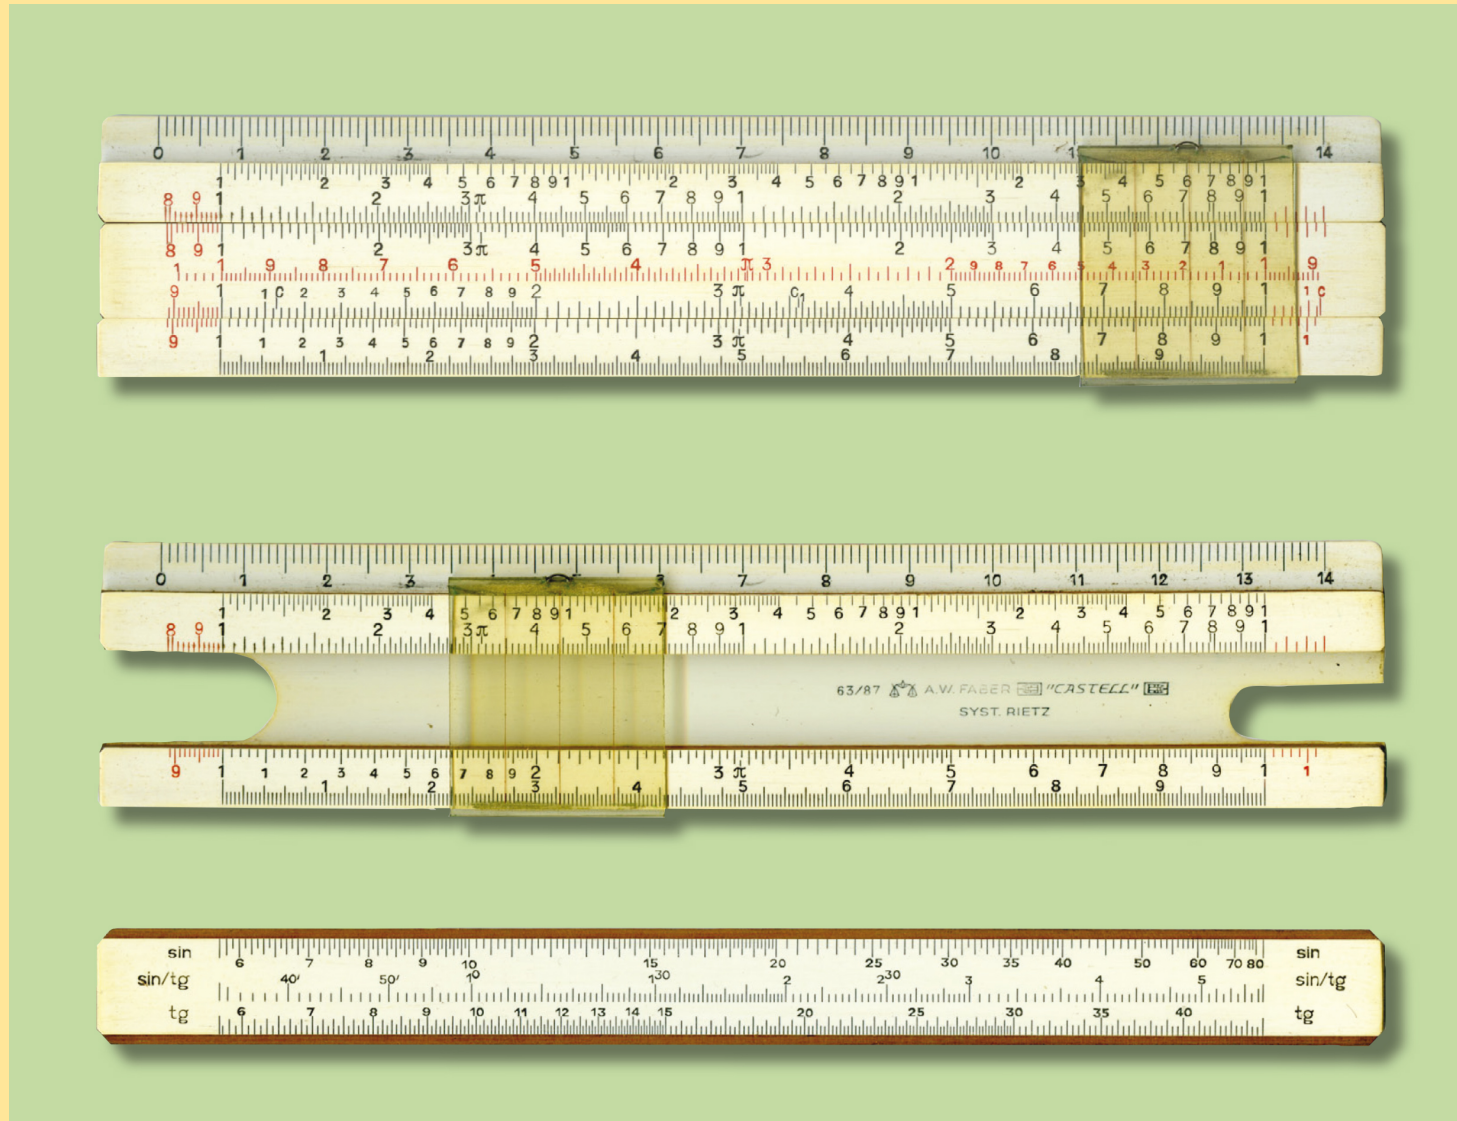 0 1 2 3 4 5 6 7 8 9 10 14
1 2 3 4 5 6 7 8 9 1 2 3 4 5 6 7 8 9 1 2 3 4 5 6 7 8 9 1
8 9 1 2 3 π 4 5 6 7 8 9 1 2 3 4 5 6 7 8 9 1
8 9 1 2 3 π 4 5 6 7 8 9 1 2 3 4 5 6 7 8 9 1
1 1 9 8 7 6 5 4 π 3 2 9 8 7 6 5 4 3 2 1 1 9
9 1 1 C 2 3 4 5 6 7 8 9 2 3 π C₁ 4 5 6 7 8 9 1 1 C
9 1 1 2 3 4 5 6 7 8 9 2 3 π 4 5 6 7 8 9 1 1
1 2 3 4 5 6 7 8 9
0 1 2 3 7 8 9 10 11 12 13 14
1 2 3 4 5 6 7 8 9 1 2 3 4 5 6 7 8 9 1 2 3 4 5 6 7 8 9 1
8 9 1 2 3 π 4 5 6 7 8 9 1 2 3 4 5 6 7 8 9 1
63/87 A.W. FABER "CASTELL"
SYST. RIETZ
9 1 1 2 3 4 5 6 7 8 9 2 3 π 4 5 6 7 8 9 1 1
1 2 3 4 5 6 7 8 9
sin 6 7 8 9 10 15 20 25 30 35 40 50 60 70 80 sin
sin/tg 40' 50' 1⁰ 1³⁰ 2 2³⁰ 3 4 5 sin/tg
tg 6 7 8 9 10 11 12 13 14 15 20 25 30 35 40 tg